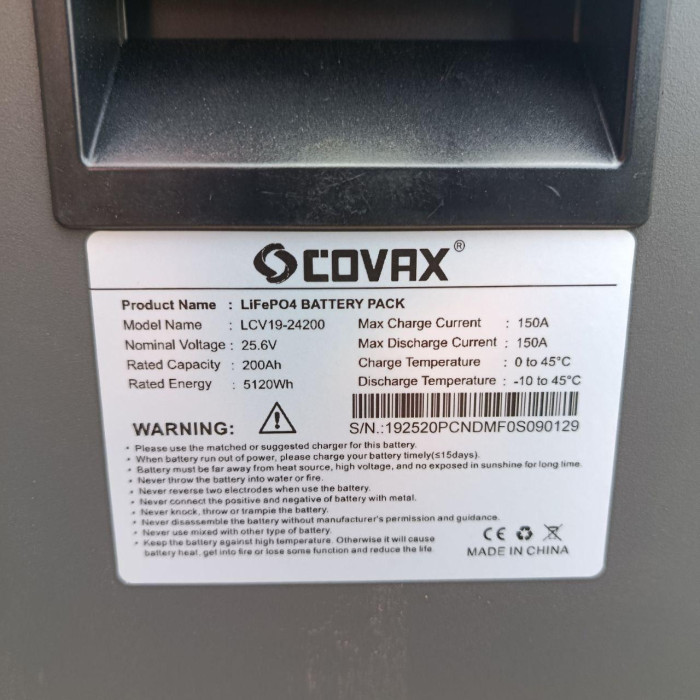 COVAX®
Product Name : LiFePO4 BATTERY PACK
Model Name : LCV19-24200
Nominal Voltage : 25.6V
Rated Capacity : 200Ah
Rated Energy : 5120Wh
Max Charge Current : 150A
Max Discharge Current : 150A
Charge Temperature : 0 to 45°C
Discharge Temperature : -10 to 45°C
WARNING:
S/N.:192520PCNDMF0S090129
• Please use the matched or suggosted charger for this battery.
• When battery run out of power, please charge your battery timely(≤15days).
• Battery must be far away from heat source, high voltage, and no exposed in sunshine for long time.
• Never throw the battery into water or fire.
• Never reverse two electrodes when use the battery.
• Never connect the positive and negative of battery with metal.
• Never knock, throw or trample the battery.
• Never disassemble the battery without manufacturer's permission and guidance.
• Never use mixed with other type of battery.
• Keep the battery against high temperature. Otherwise it will cause
battery heat, get into fire or lose some function and reduce the life.
CE
MADE IN CHINA